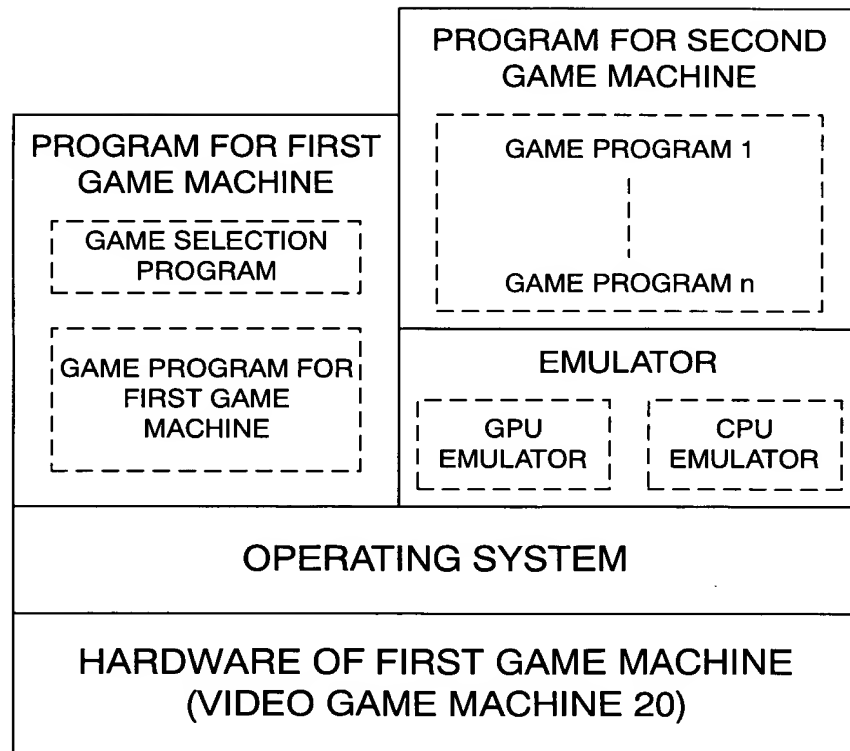 PROGRAM FOR SECOND
GAME MACHINE
GAME PROGRAM 1
GAME PROGRAM n
PROGRAM FOR FIRST
GAME MACHINE
GAME SELECTION
PROGRAM
GAME PROGRAM FOR
FIRST GAME
MACHINE
EMULATOR
GPU
EMULATOR
CPU
EMULATOR
OPERATING SYSTEM
HARDWARE OF FIRST GAME MACHINE
(VIDEO GAME MACHINE 20)